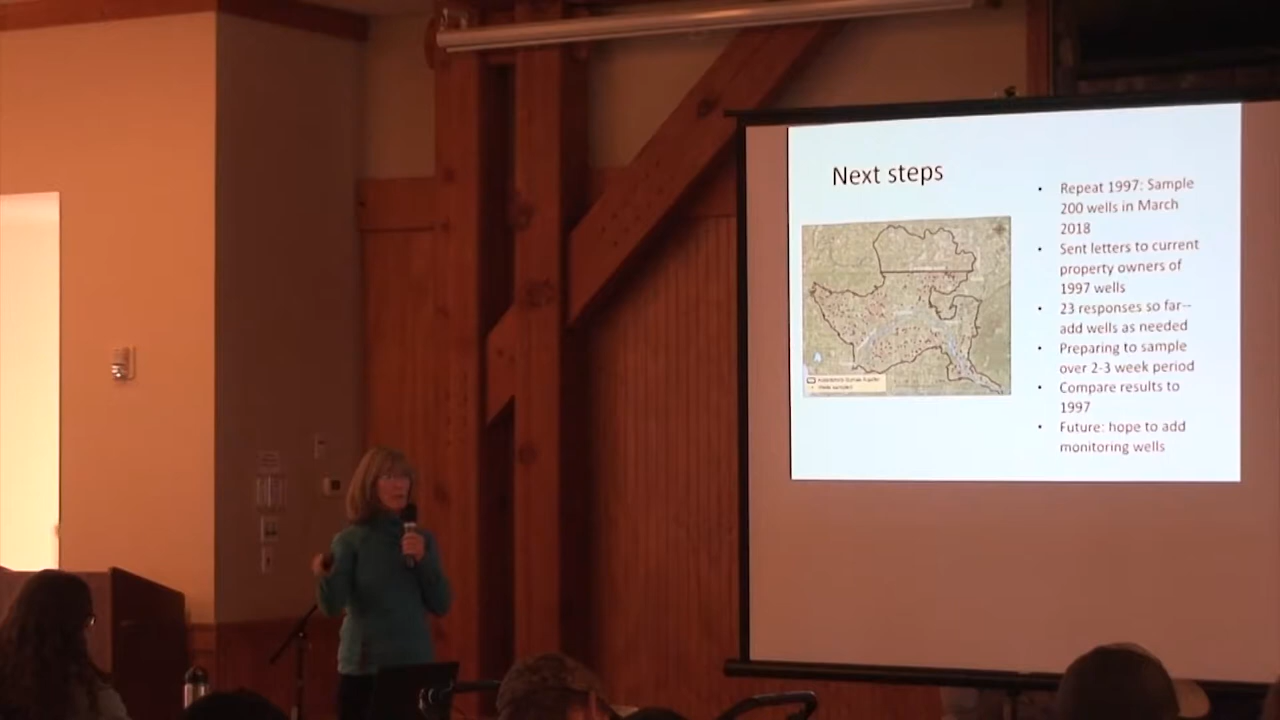 Next steps
• Repeat 1997: Sample
200 wells in March
2018
• Sent letters to current
property owners of
1997 wells
• 23 responses so far--
add wells as needed
• Preparing to sample
over 2-3 week period
• Compare results to
1997
• Future: hope to add
monitoring wells